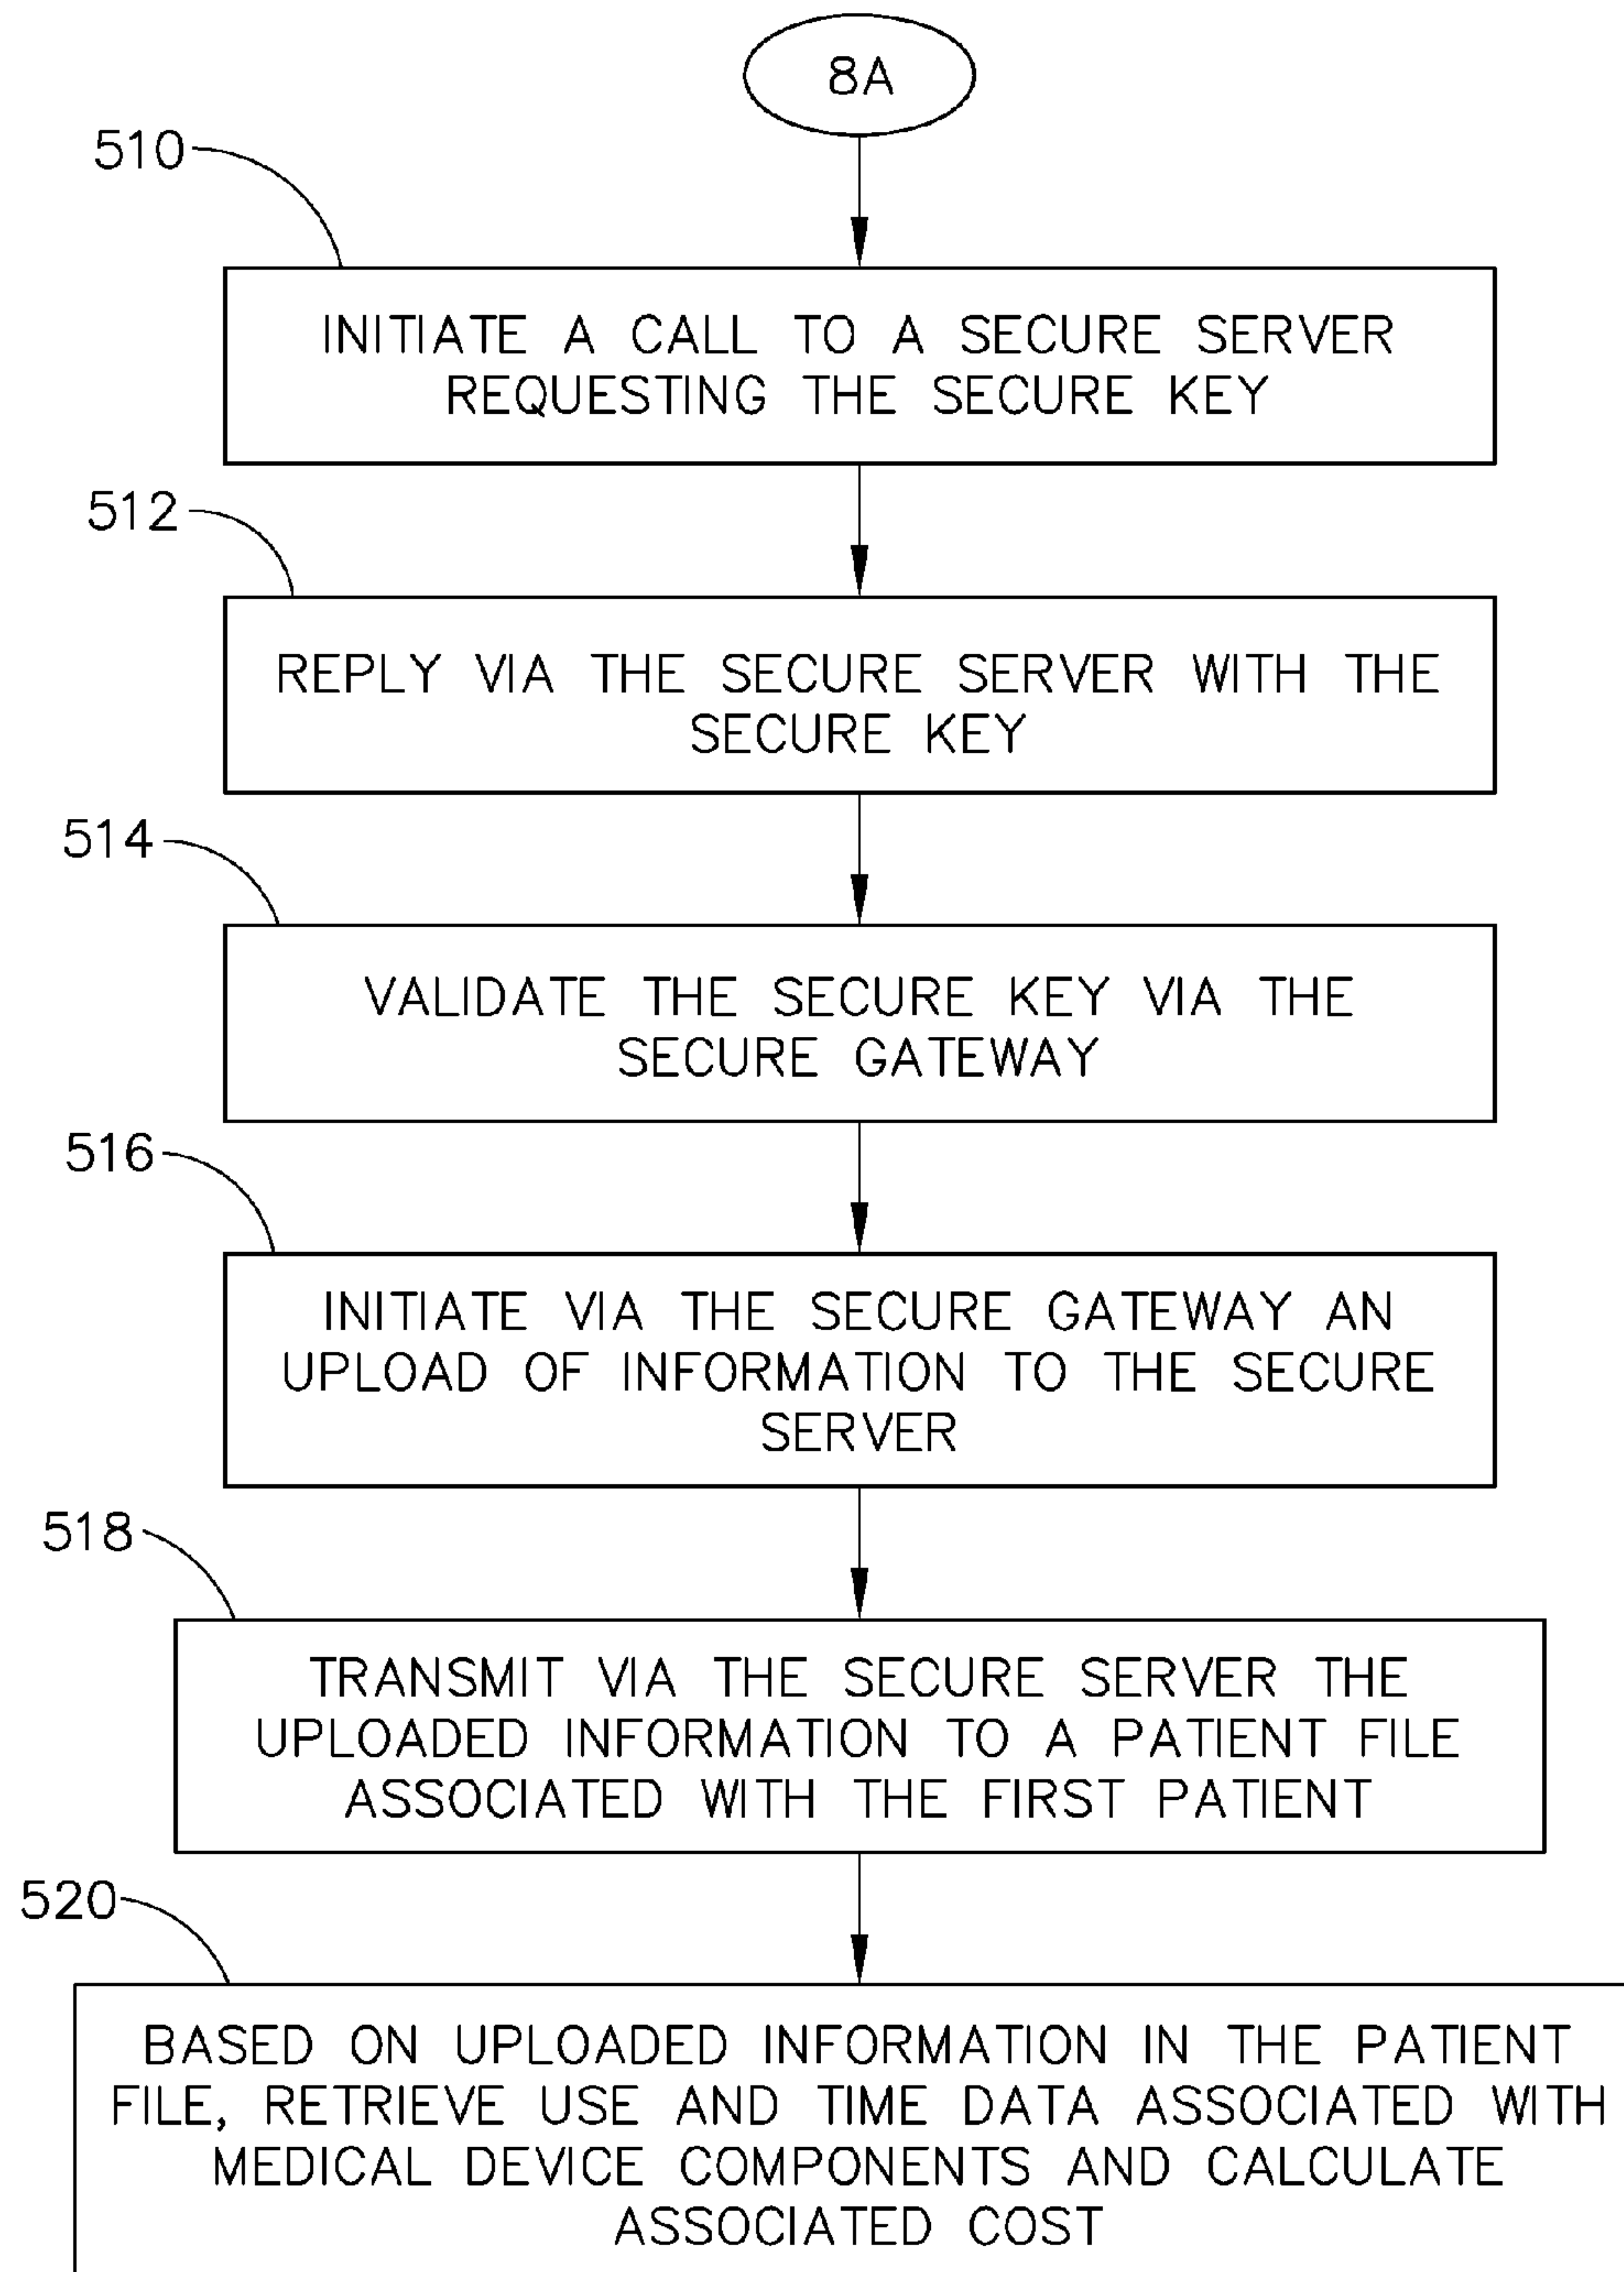 8A
510
INITIATE A CALL TO A SECURE SERVER
REQUESTING THE SECURE KEY
512
REPLY VIA THE SECURE SERVER WITH THE
SECURE KEY
514
VALIDATE THE SECURE KEY VIA THE
SECURE GATEWAY
516
INITIATE VIA THE SECURE GATEWAY AN
UPLOAD OF INFORMATION TO THE SECURE
SERVER
518
TRANSMIT VIA THE SECURE SERVER THE
UPLOADED INFORMATION TO A PATIENT FILE
ASSOCIATED WITH THE FIRST PATIENT
520
BASED ON UPLOADED INFORMATION IN THE PATIENT
FILE, RETRIEVE USE AND TIME DATA ASSOCIATED WITH
MEDICAL DEVICE COMPONENTS AND CALCULATE
ASSOCIATED COST